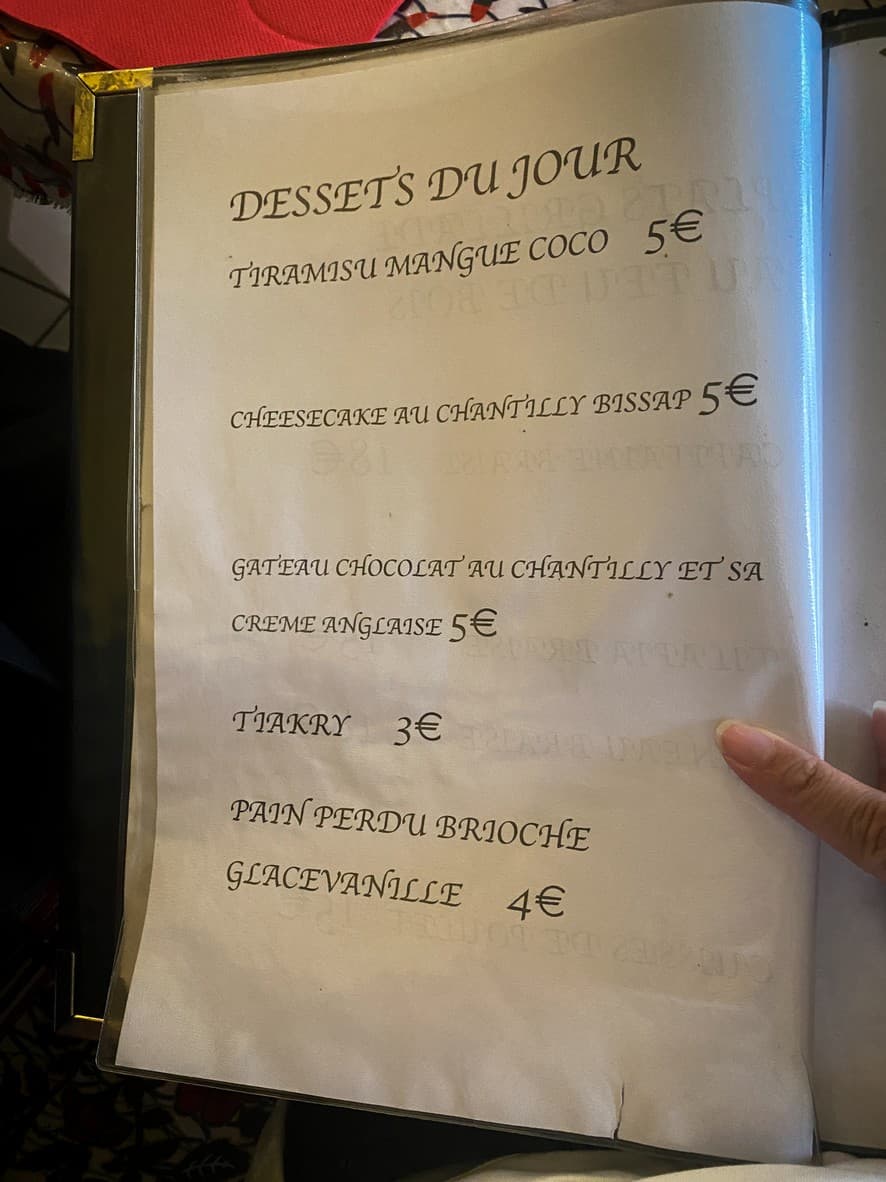 DESSETS DU JOUR
TIRAMISU MANGUE COCO 5€
CHEESECAKE AU CHANTILLY BISSAP 5€
GATEAU CHOCOLAT AU CHANTILLY ET SA
CREME ANGLAISE 5€
TIAKRY 3€
PAIN PERDU BRIOCHE
GLACEVANILLE 4€